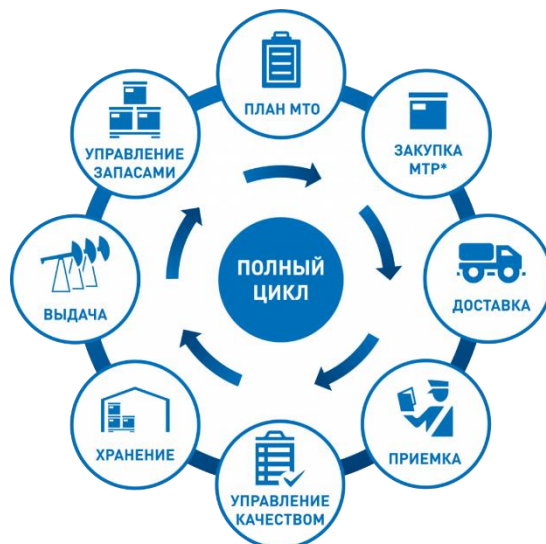 ПЛАН МТО
ЗАКУПКА
МТР*
ДОСТАВКА
ПРИЕМКА
УПРАВЛЕНИЕ
КАЧЕСТВОМ
ХРАНЕНИЕ
ВЫДАЧА
УПРАВЛЕНИЕ
ЗАПАСАМИ
ПОЛНЫЙ
ЦИКЛ